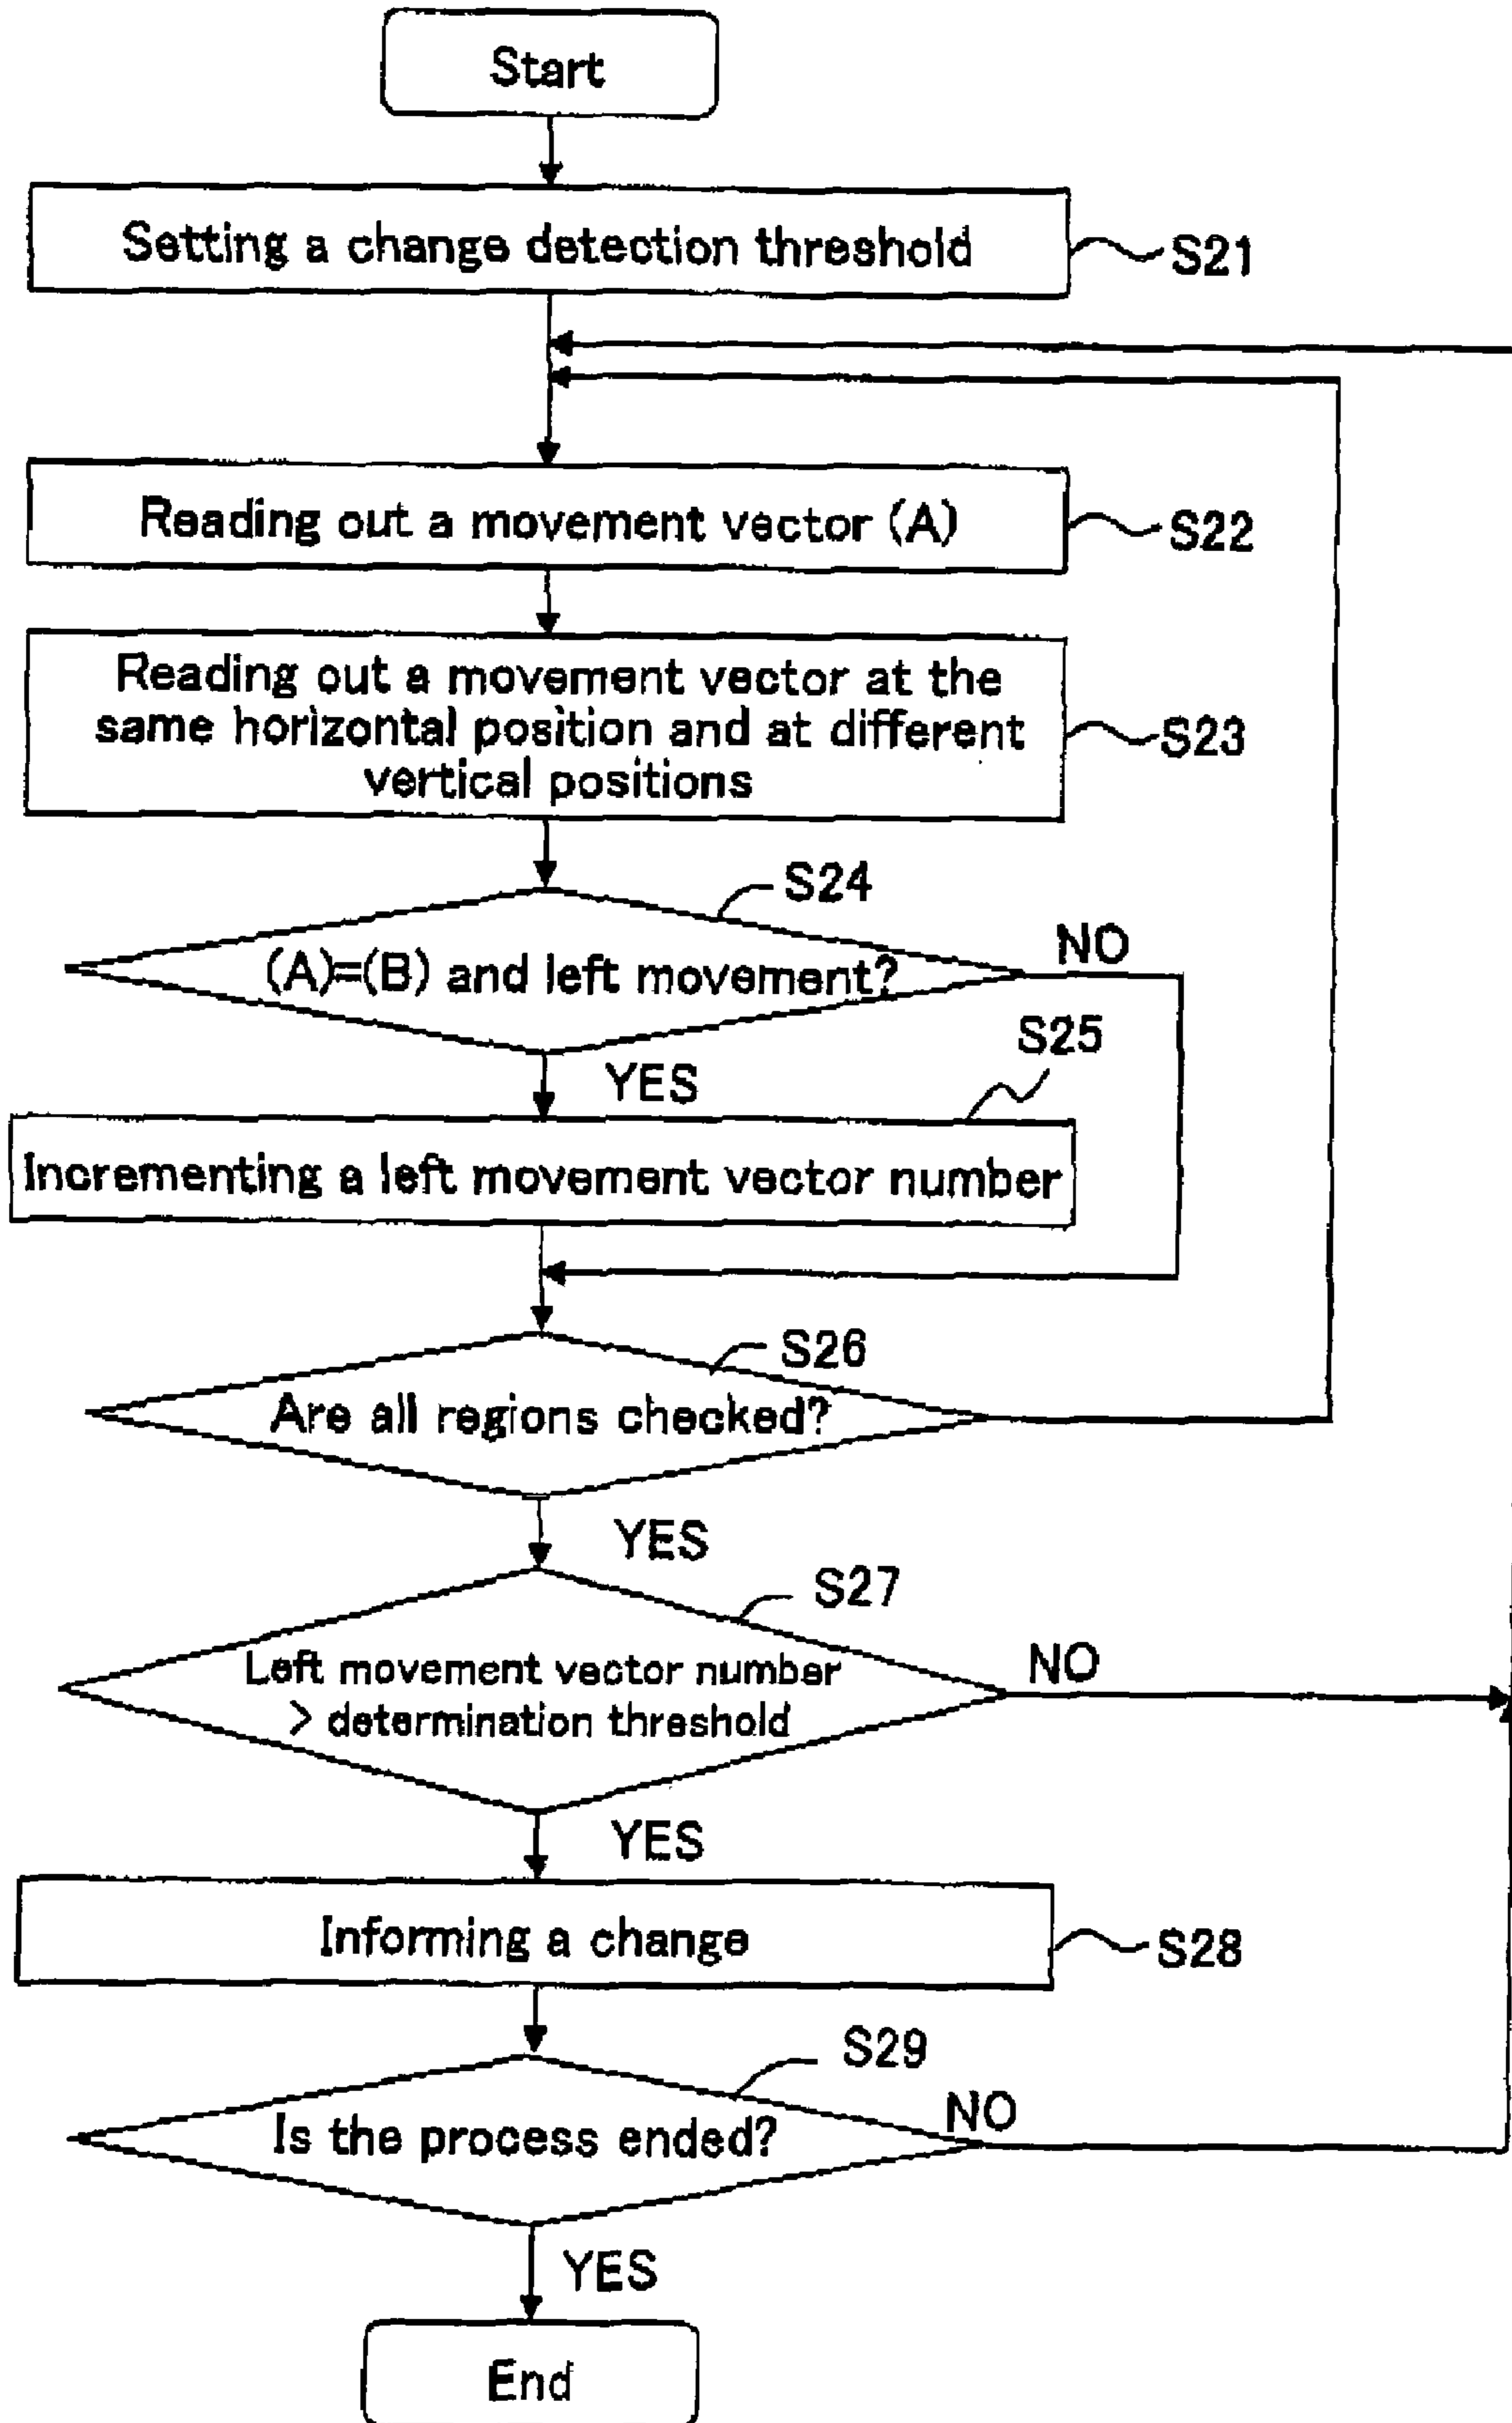 Start
Setting a change detection threshold
S21
Reading out a movement vector (A)
S22
Reading out a movement vector at the
same horizontal position and at different
vertical positions
S23
S24
(A)=(B) and left movement?
NO
YES
S25
Incrementing a left movement vector number
S26
Are all regions checked?
YES
S27
Left movement vector number
> determination threshold
NO
YES
Informing a change
S28
S29
Is the process ended?
NO
YES
End